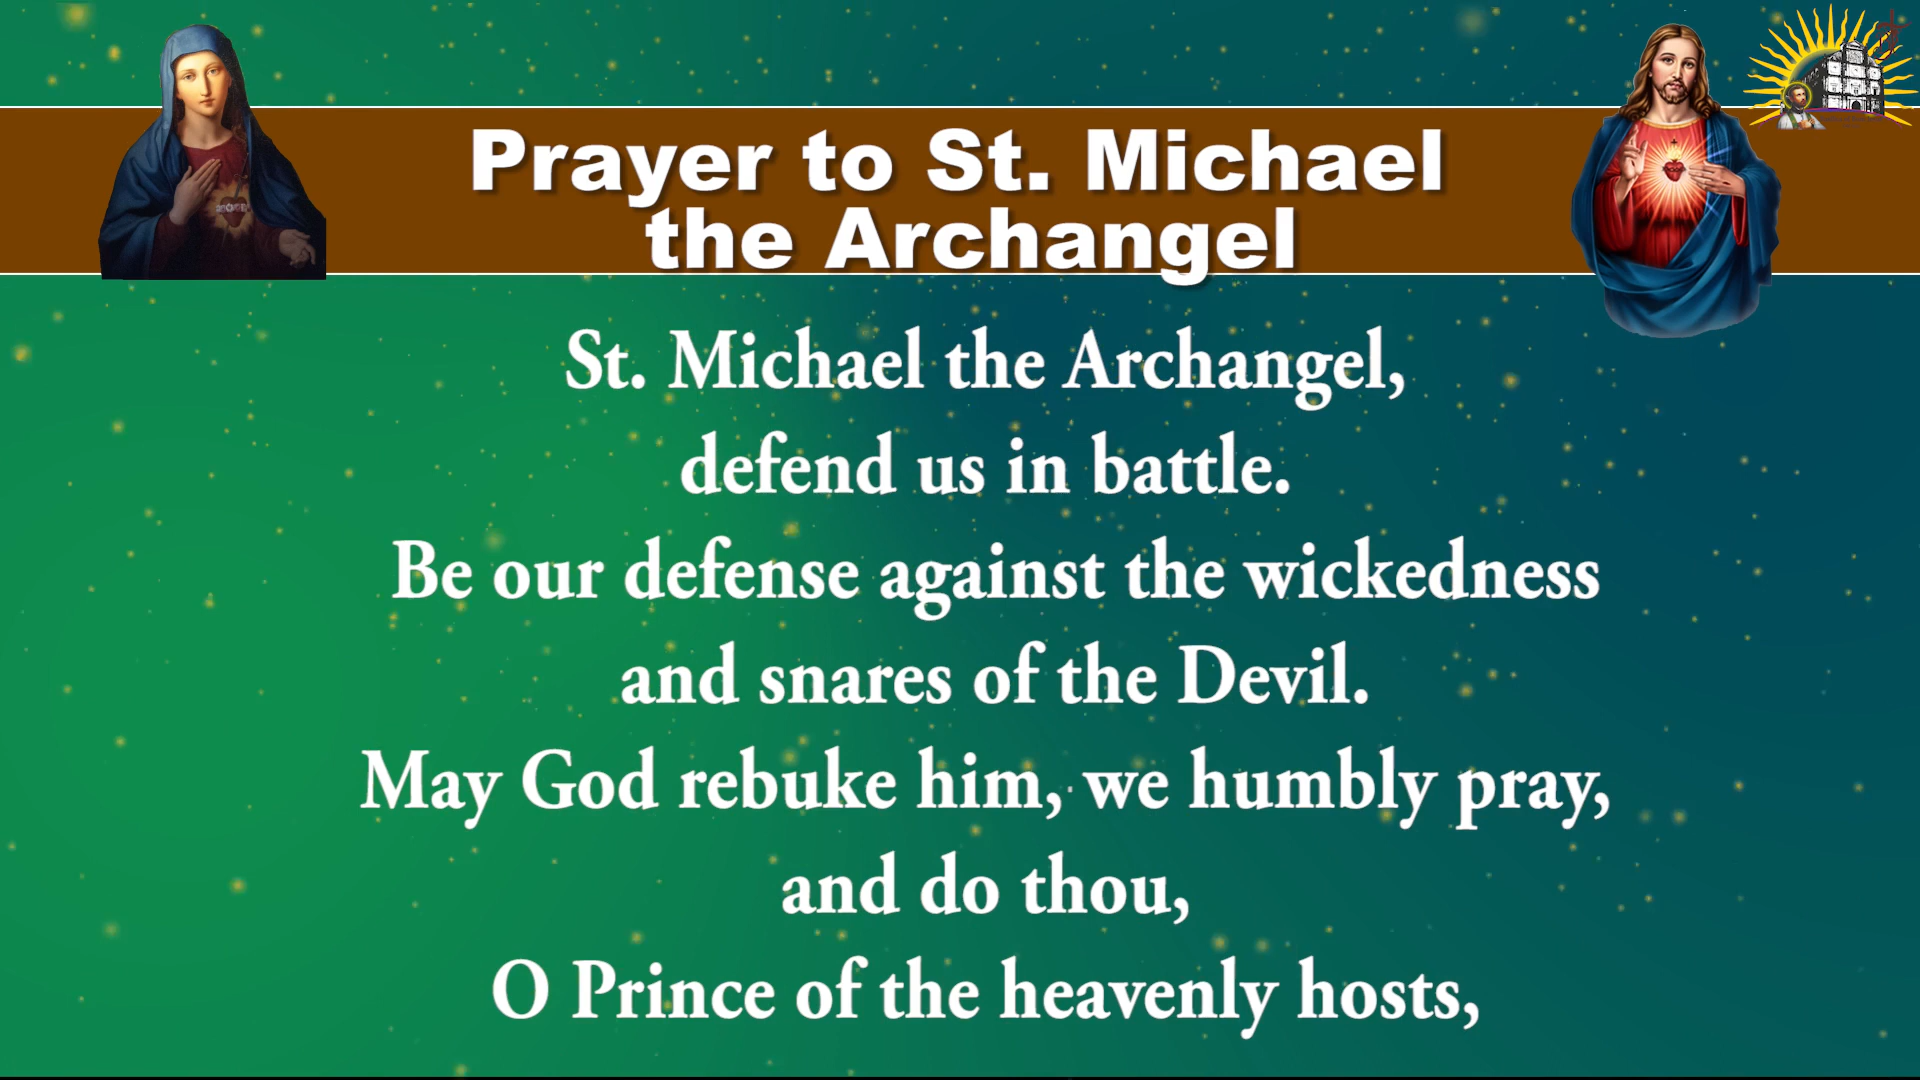 Prayer to St. Michael
the Archangel
St. Michael the Archangel,
defend us in battle.
Be our defense against the wickedness
and snares of the Devil.
May God rebuke him, we humbly pray,
and do thou,
O Prince of the heavenly hosts,